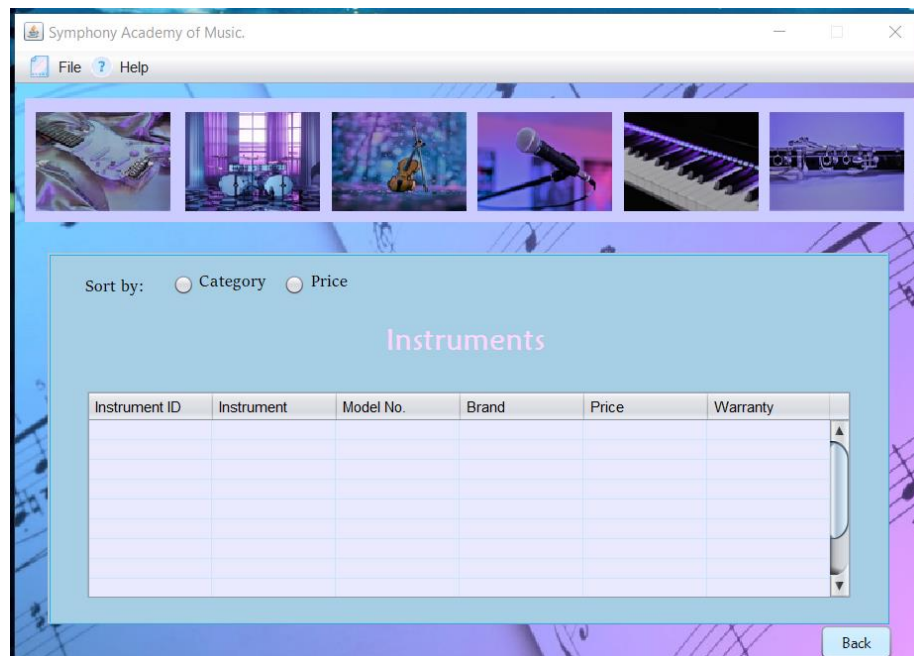 Symphony Academy of Music.
File ? Help
Sort by: Category Price
Instruments
Instrument ID Instrument Model No. Brand Price Warranty
Back